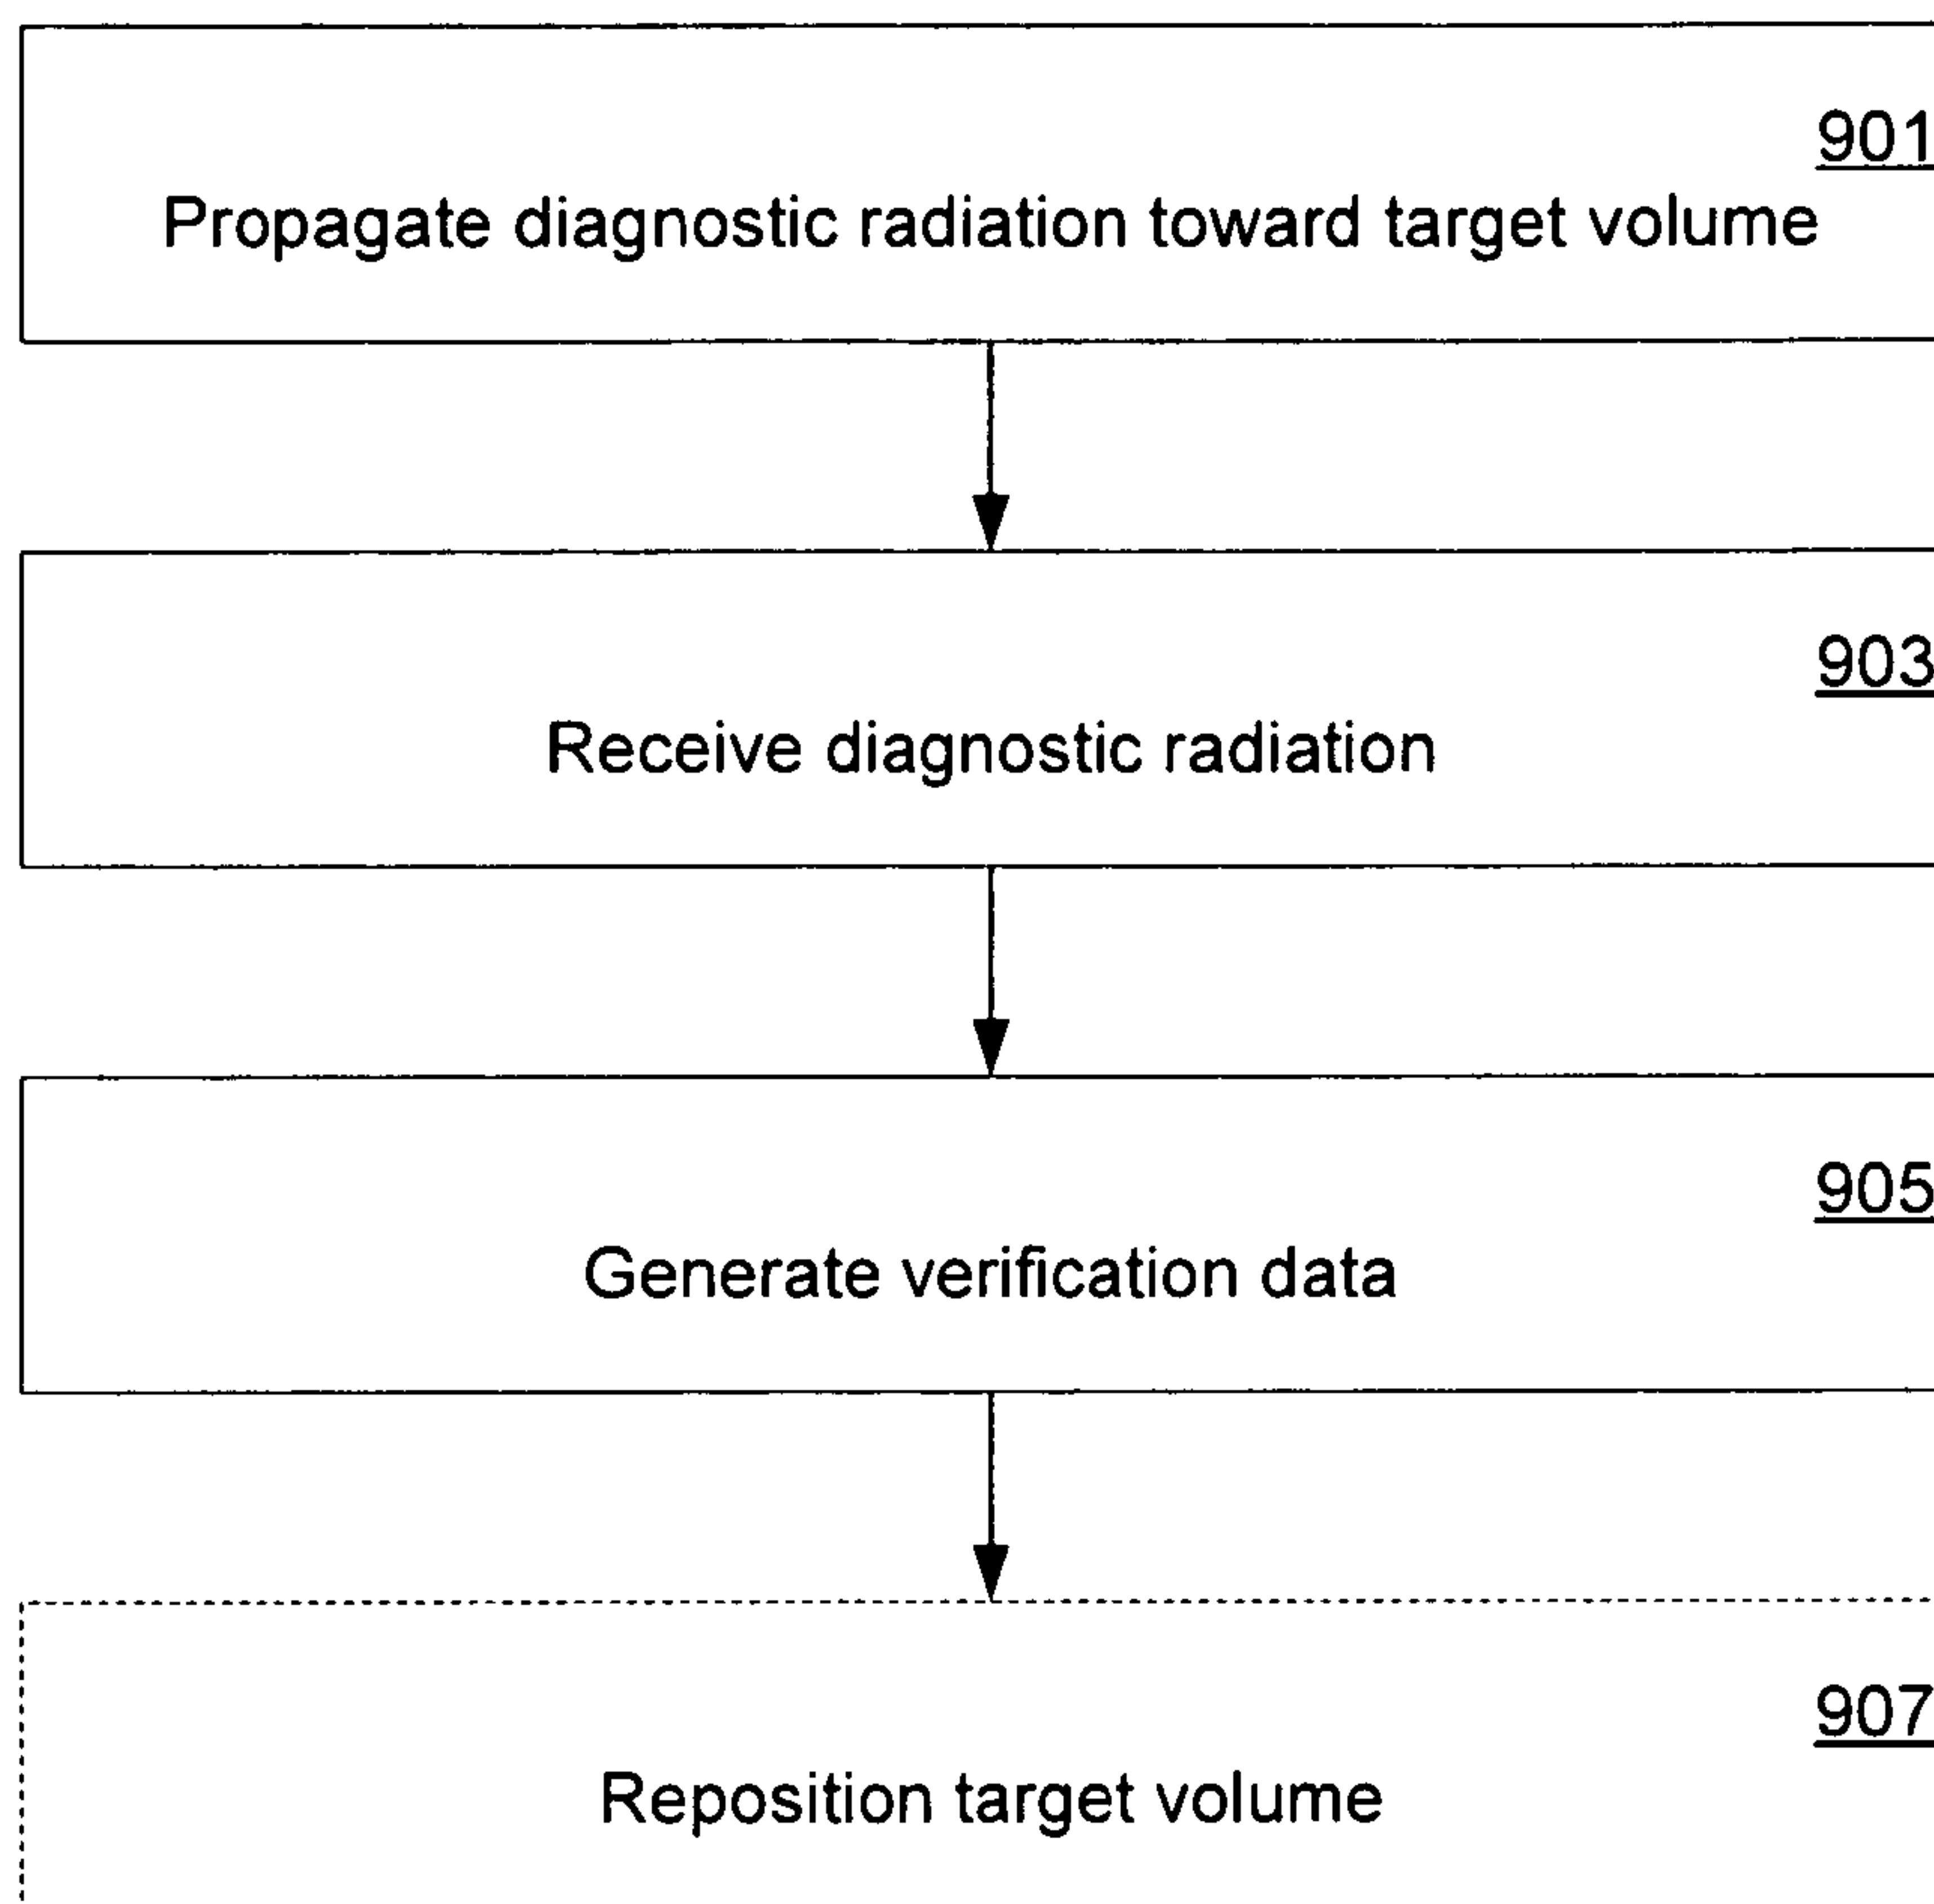 901
Propagate diagnostic radiation toward target volume
903
Receive diagnostic radiation
905
Generate verification data
907
Reposition target volume